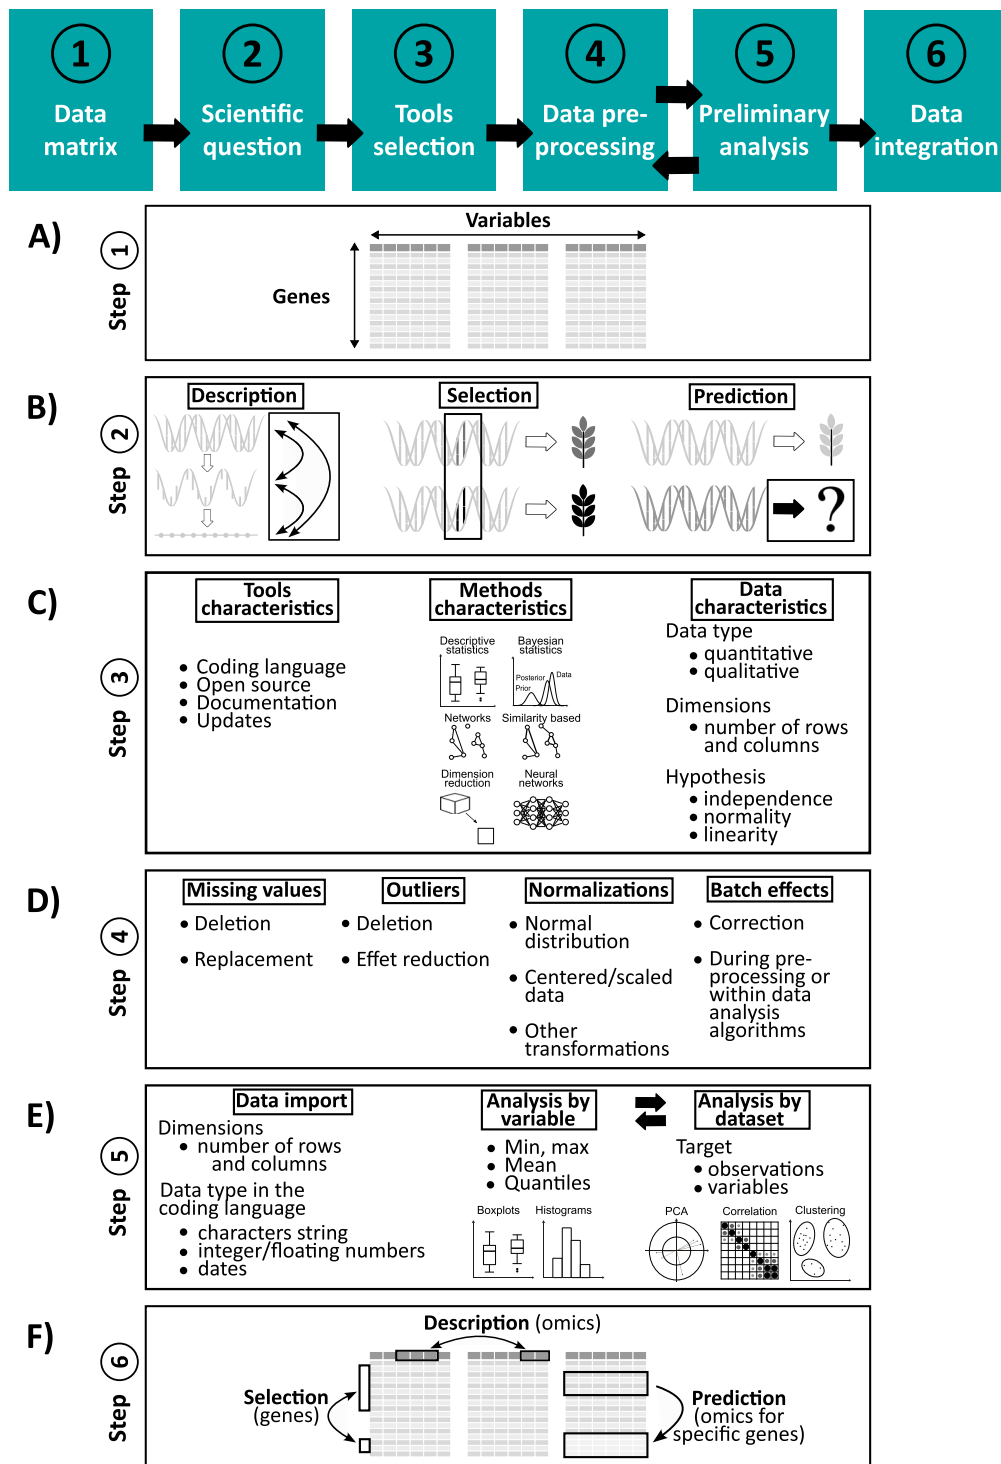 1
2
3
4
5
6
Data
matrix
Scientific
question
Tools
selection
Data pre-
processing
Preliminary
analysis
Data
integration
A)
Step 1
Variables
Genes
B)
Step 2
Description
Selection
Prediction
?
C)
Step 3
Tools
characteristics
• Coding language
• Open source
• Documentation
• Updates
Methods
characteristics
Descriptive
statistics
Bayesian
statistics
Posterior
Data
Prior
Networks
Similarity based
Dimension
reduction
Neural
networks
Data
characteristics
Data type
• quantitative
• qualitative
Dimensions
• number of rows
and columns
Hypothesis
• independence
• normality
• linearity
D)
Step 4
Missing values
• Deletion
• Replacement
Outliers
• Deletion
• Effet reduction
Normalizations
• Normal
distribution
• Centered/scaled
data
• Other
transformations
Batch effects
• Correction
• During pre-
processing or
within data
analysis
algorithms
E)
Step 5
Data import
Dimensions
• number of rows
and columns
Data type in the
coding language
• characters string
• integer/floating numbers
• dates
Analysis by
variable
• Min, max
• Mean
• Quantiles
Boxplots
Histograms
Analysis by
dataset
Target
• observations
• variables
PCA
Correlation
Clustering
F)
Step 6
Description (omics)
Selection
(genes)
Prediction
(omics for
specific genes)